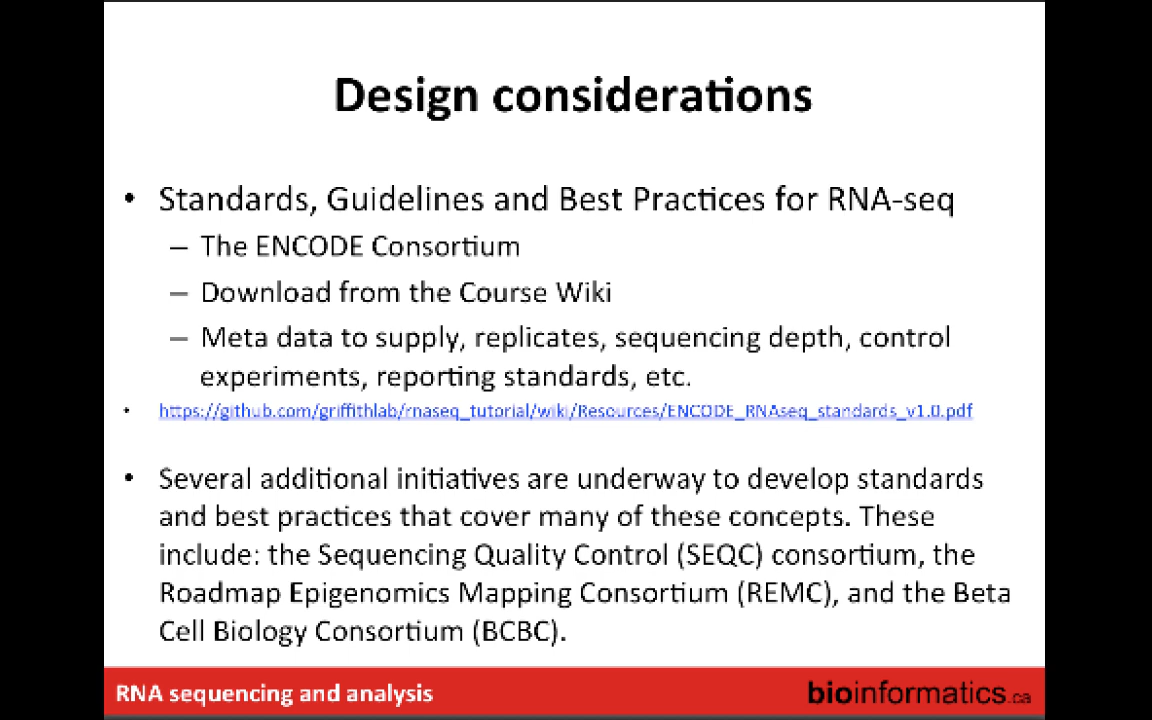 Design considerations
• Standards, Guidelines and Best Practices for RNA-seq
– The ENCODE Consortium
– Download from the Course Wiki
– Meta data to supply, replicates, sequencing depth, control
experiments, reporting standards, etc.
• https://github.com/griffithlab/rnaseq_tutorial/wiki/Resources/ENCODE_RNAseq_standards_v1.0.pdf
• Several additional initiatives are underway to develop standards
and best practices that cover many of these concepts. These
include: the Sequencing Quality Control (SEQC) consortium, the
Roadmap Epigenomics Mapping Consortium (REMC), and the Beta
Cell Biology Consortium (BCBC).
RNA sequencing and analysis
bioinformatics.ca